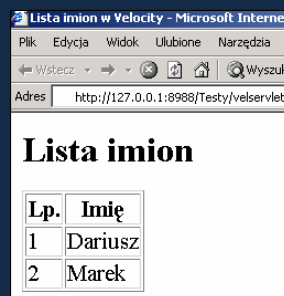 Lista imion w Velocity - Microsoft Interne
Plik Edycja Widok Ulubione Narzędzia
Wstecz Wyszuk
Adres http://127.0.0.1:8988/Testy/velservlet
Lista imion
Lp. Imię
1 Dariusz
2 Marek